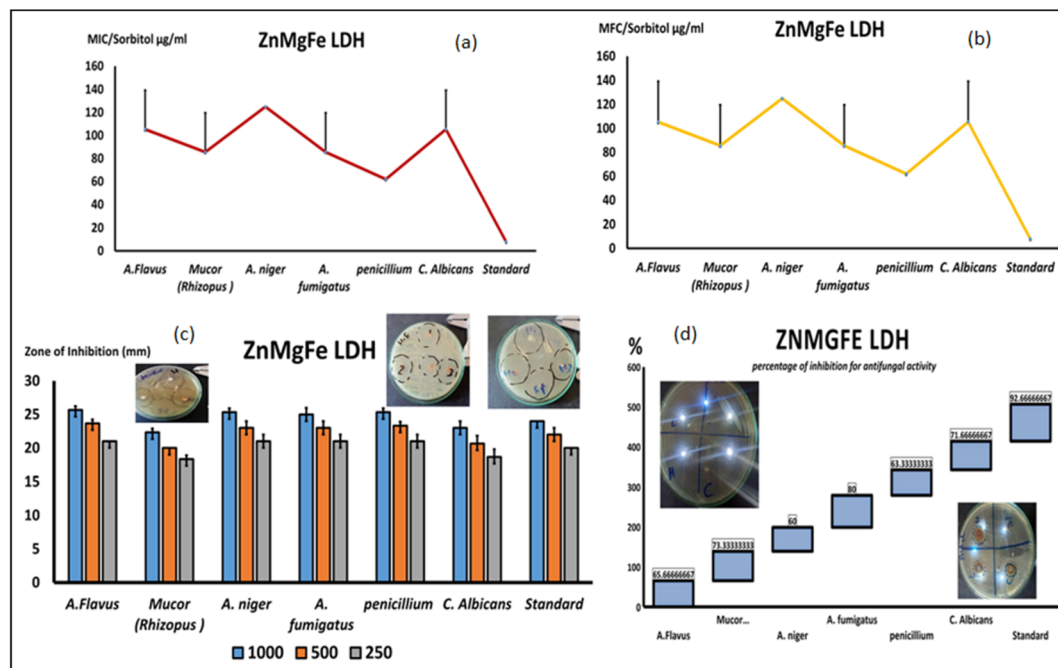 MIC/Sorbitol µg/ml
ZnMgFe LDH
(a)
160
140
120
100
80
60
40
20
0
A.Flavus
Mucor
(Rhizopus )
A. niger
A.
fumigatus
penicillium
C. Albicans
Standard
MFC/Sorbitol µg/ml
ZnMgFe LDH
(b)
160
140
120
100
80
60
40
20
0
A.Flavus
Mucor
(Rhizopus )
A. niger
A.
fumigatus
penicillium
C. Albicans
Standard
(c)
Zone of Inhibition (mm)
ZnMgFe LDH
30
25
20
15
10
5
0
A.Flavus
Mucor
(Rhizopus )
A. niger
A.
fumigatus
penicillium
C. Albicans
Standard
1000
500
250
(d)
ZNMGFE LDH
%
percentage of inhibition for antifungal activity
600
500
400
300
200
100
0
65.66666667
73.33333333
60
80
63.33333333
71.66666667
92.66666667
A.Flavus
Mucor...
A. niger
A. fumigatus
penicillium
C. Albicans
Standard
C